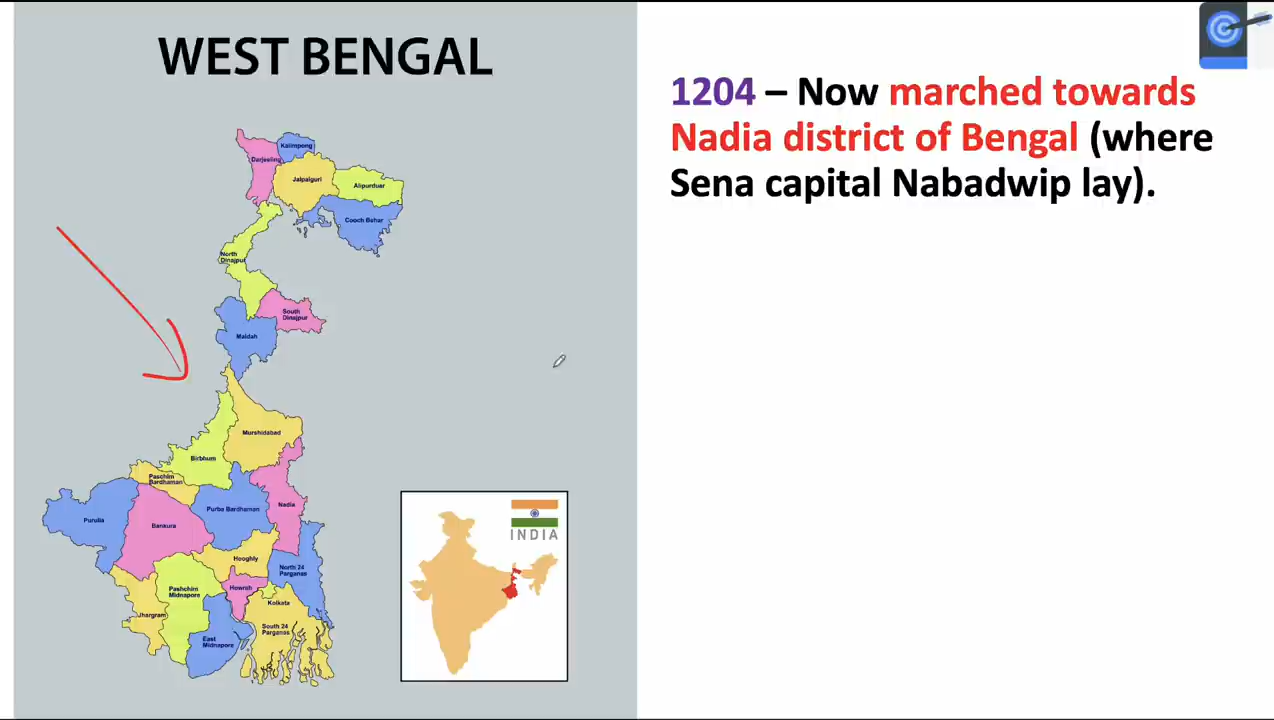 WEST BENGAL
1204 – Now marched towards
Nadia district of Bengal (where
Sena capital Nabadwip lay).
Darjeeling
Kalimpong
Jalpaiguri
Alipurduar
Cooch Behar
North
Dinajpur
South
Dinajpur
Maldah
Murshidabad
Birbhum
Paschim
Bardhaman
Purulia
Bankura
Purba Bardhaman
Nadia
Hooghly
North 24
Parganas
Pashchim
Midnapore
Howrah
Kolkata
Jhargram
South 24
Parganas
East
Midnapore
INDIA